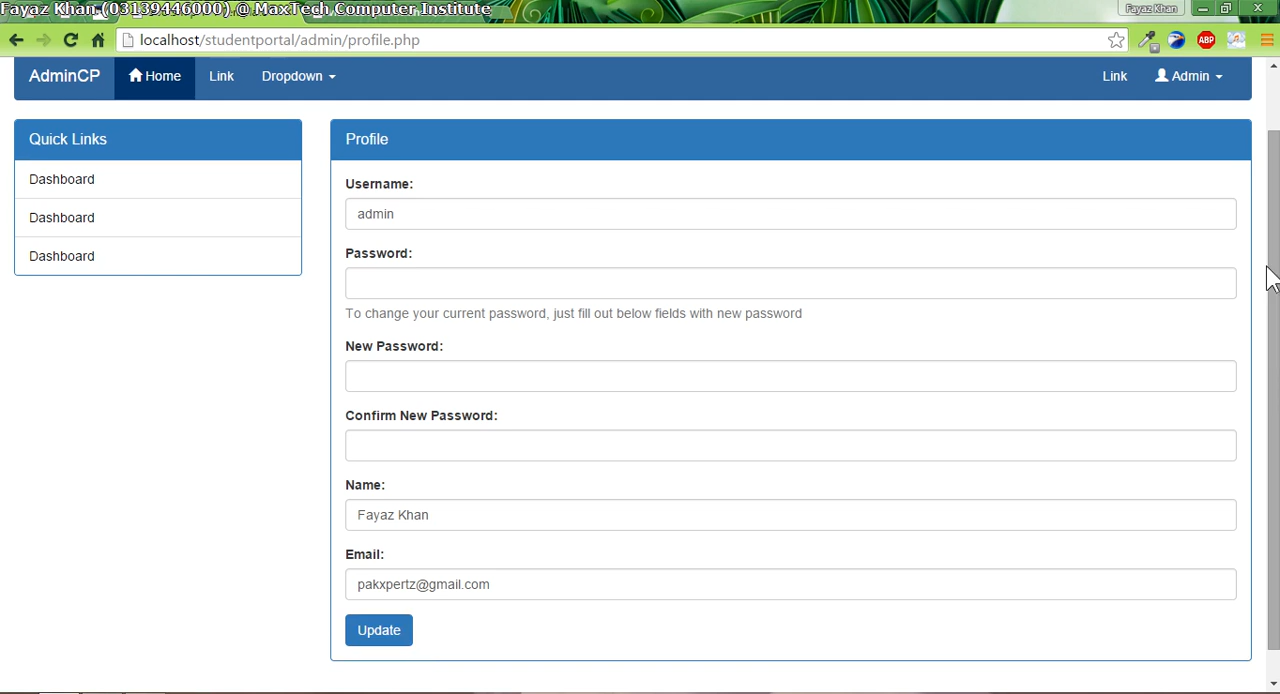 Fayaz Khan (03139446000) @ MaxTech Computer Institute
Fayaz Khan
localhost/studentportal/admin/profile.php
ABP
AdminCP Home Link Dropdown Link Admin
Quick Links
Dashboard
Dashboard
Dashboard
Profile
Username:
admin
Password:
To change your current password, just fill out below fields with new password
New Password:
Confirm New Password:
Name:
Fayaz Khan
Email:
pakxpertz@gmail.com
Update